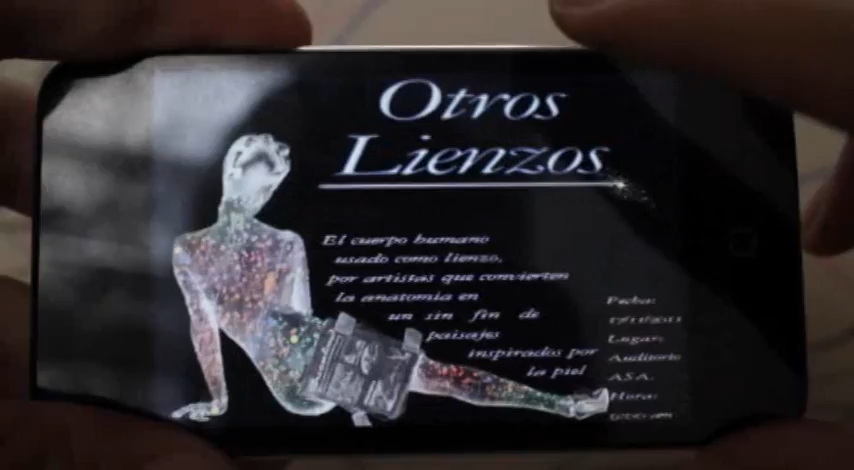 Otros
Lienzos
El cuerpo humano
usado como lienzo,
por artistas que convierten
la anatomía en
un sin fin de
paisajes
inspirados por
la piel
Fecha:
Lugar:
Auditorio
A.S.A.
Hora: